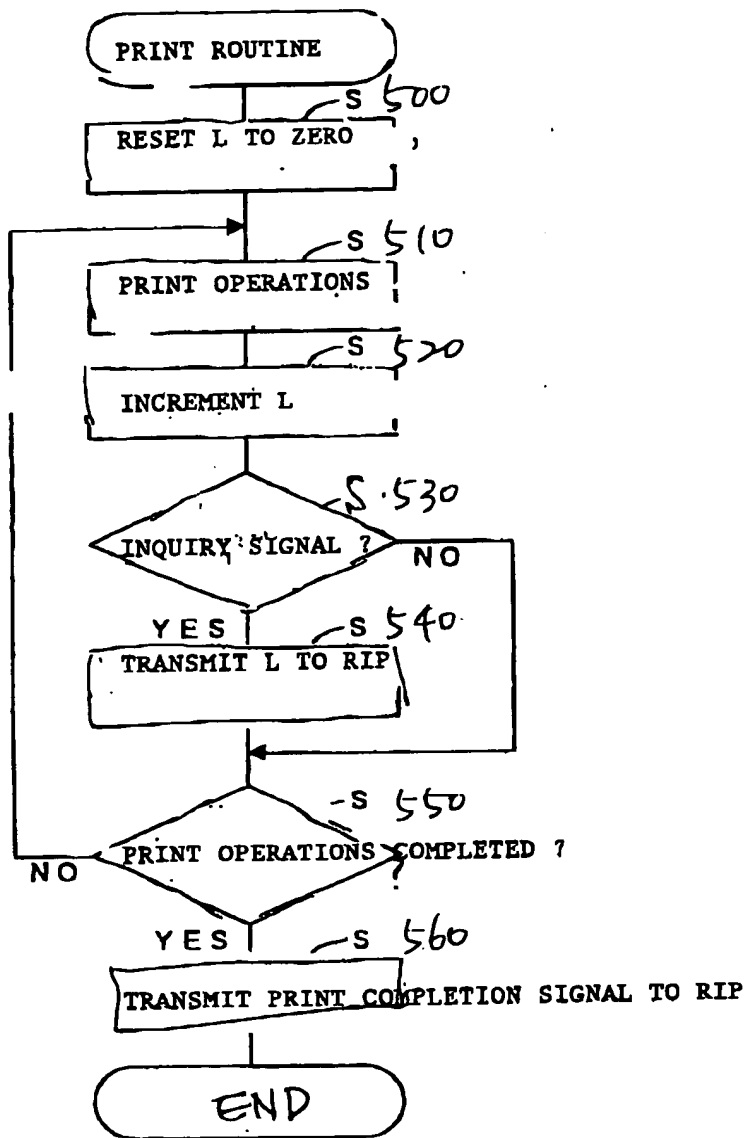 PRINT ROUTINE
S 500
RESET L TO ZERO
S 510
PRINT OPERATIONS
S 520
INCREMENT L
S 530
INQUIRY SIGNAL ?
NO
YES
S 540
TRANSMIT L TO RIP
S 550
PRINT OPERATIONS COMPLETED ?
?
NO
YES
S 560
TRANSMIT PRINT COMPLETION SIGNAL TO RIP
END